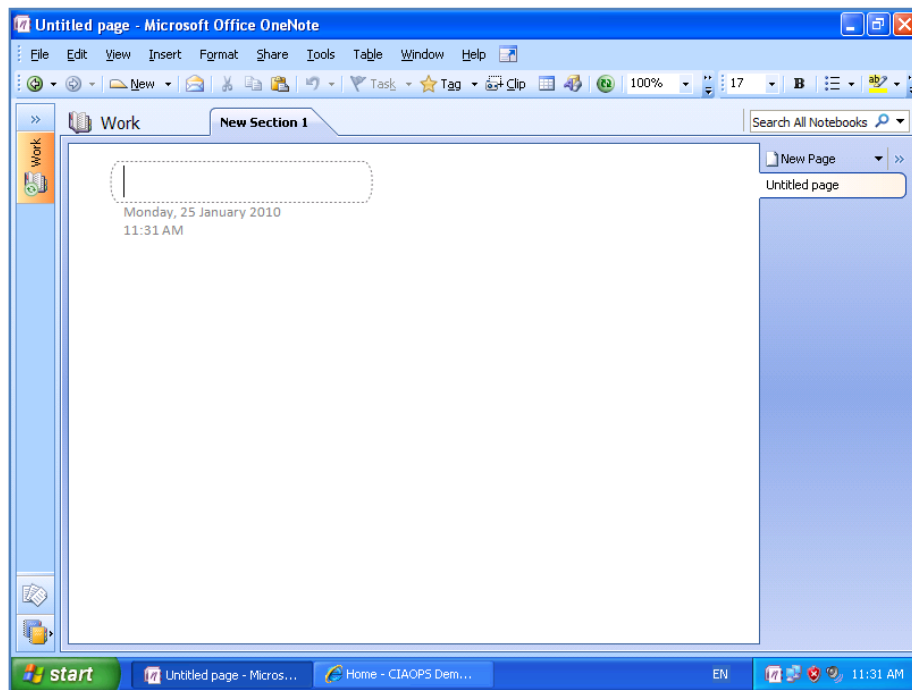 Untitled page - Microsoft Office OneNote
File Edit View Insert Format Share Tools Table Window Help
New Task Tag Clip 100% 17 B ab
Work New Section 1 Search All Notebooks
Work
New Page
Untitled page
Monday, 25 January 2010
11:31 AM
start Untitled page - Micros... Home - CIAOPS Dem... EN 11:31 AM